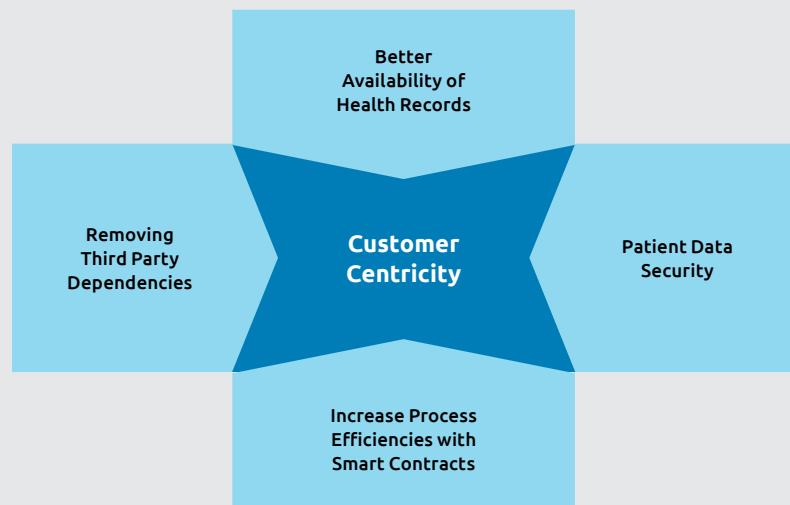 Better
Availability of
Health Records
Removing
Third Party
Dependencies
Customer
Centricity
Patient Data
Security
Increase Process
Efficiencies with
Smart Contracts